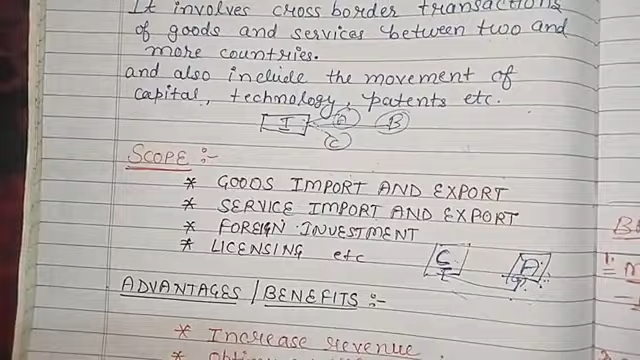 It involves cross border transactions
of goods and services between two and
more countries.
and also include the movement of
capital, technology, patents etc.
I A B
C
SCOPE :-
* GOODS IMPORT AND EXPORT
* SERVICE IMPORT AND EXPORT
* FOREIGN INVESTMENT
* LICENSING etc
C
ADVANTAGES / BENEFITS :-
* Increase revenue.